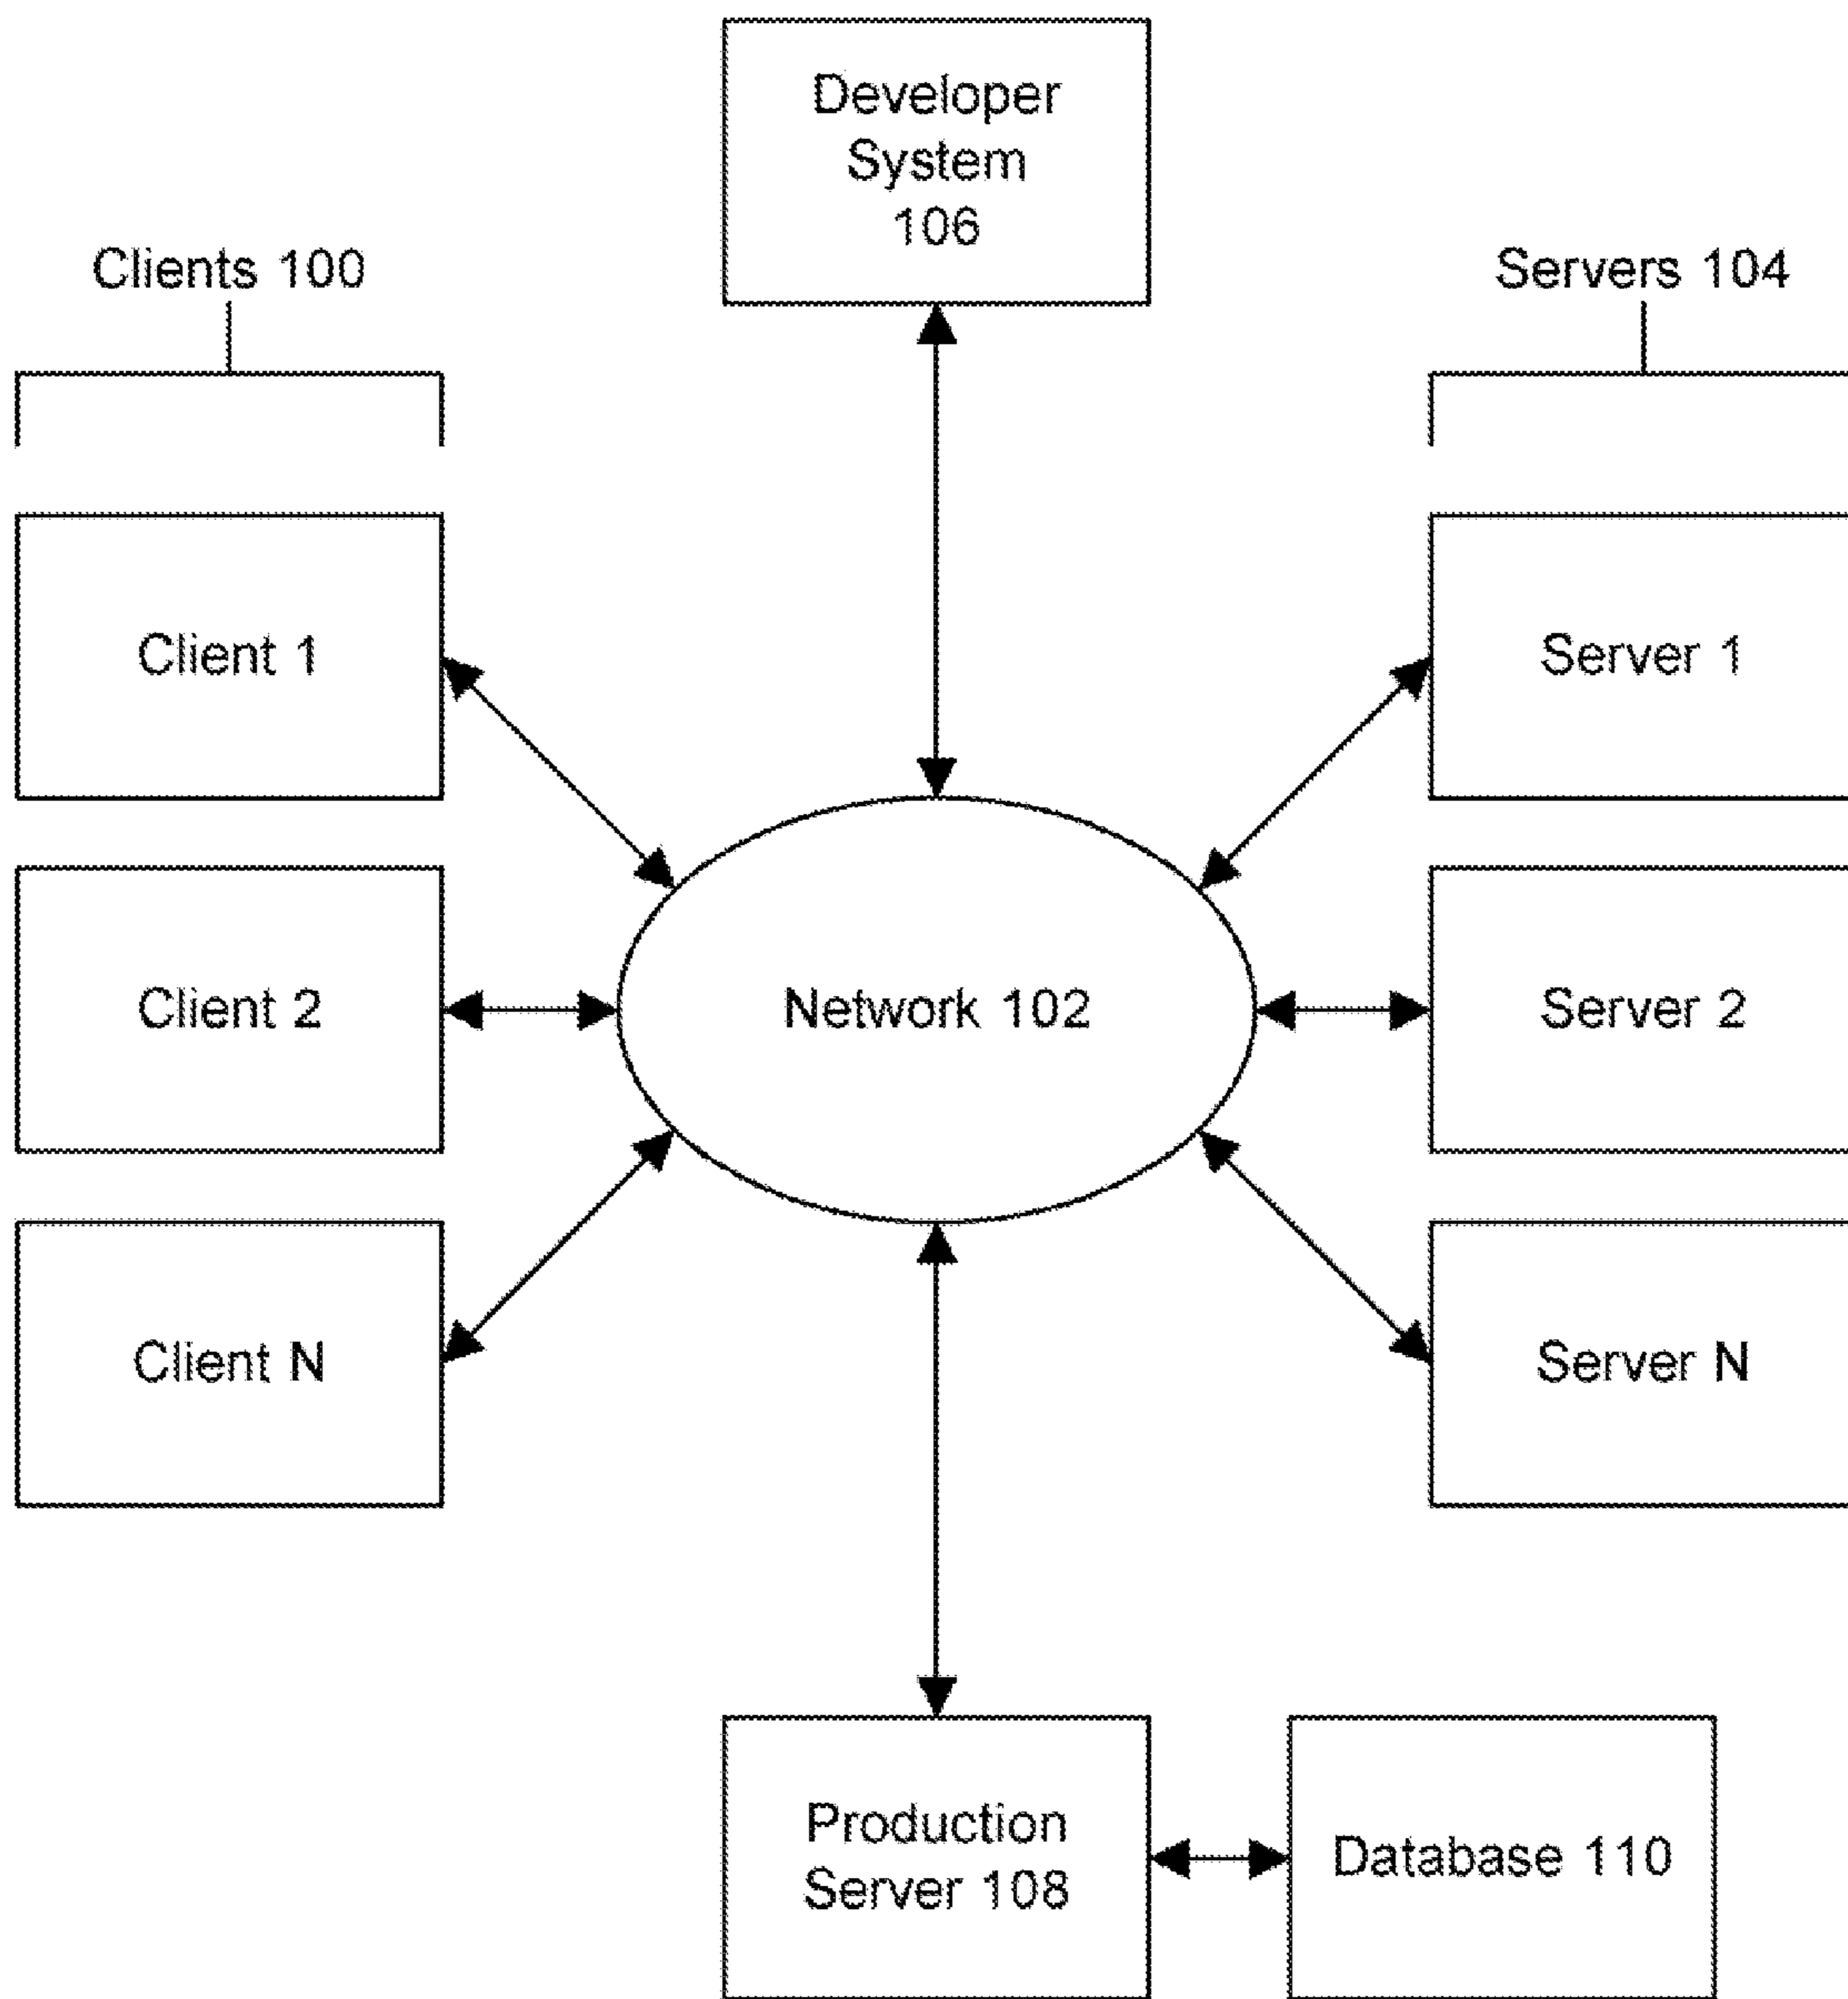 Developer
System
106
Clients 100
Servers 104
Client 1
Server 1
Client 2
Network 102
Server 2
Client N
Server N
Production
Server 108
Database 110